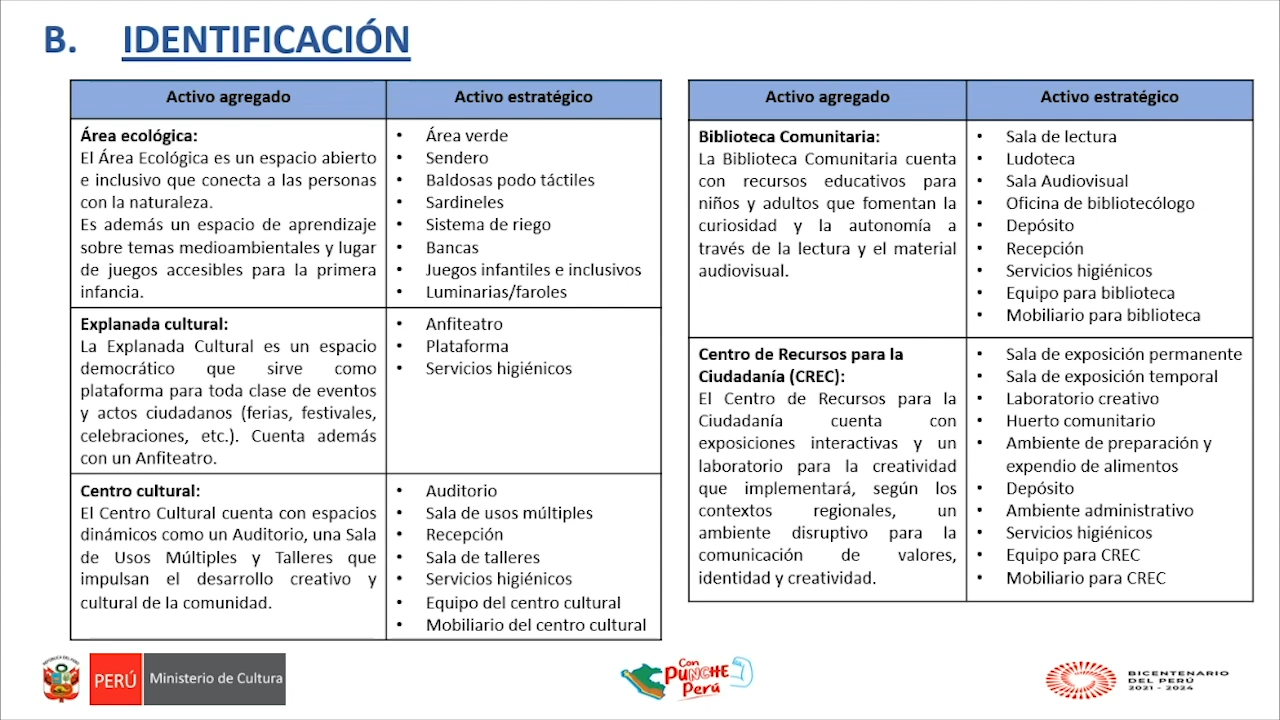 B. IDENTIFICACIÓN
Activo agregado
Activo estratégico
Área ecológica:
El Área Ecológica es un espacio abierto
e inclusivo que conecta a las personas
con la naturaleza.
Es además un espacio de aprendizaje
sobre temas medioambientales y lugar
de juegos accesibles para la primera
infancia.
• Área verde
• Sendero
• Baldosas podo táctiles
• Sardineles
• Sistema de riego
• Bancas
• Juegos infantiles e inclusivos
• Luminarias/faroles
Explanada cultural:
La Explanada Cultural es un espacio
democrático que sirve como
plataforma para toda clase de eventos
y actos ciudadanos (ferias, festivales,
celebraciones, etc.). Cuenta además
con un Anfiteatro.
• Anfiteatro
• Plataforma
• Servicios higiénicos
Centro cultural:
El Centro Cultural cuenta con espacios
dinámicos como un Auditorio, una Sala
de Usos Múltiples y Talleres que
impulsan el desarrollo creativo y
cultural de la comunidad.
• Auditorio
• Sala de usos múltiples
• Recepción
• Sala de talleres
• Servicios higiénicos
• Equipo del centro cultural
• Mobiliario del centro cultural
Activo agregado
Activo estratégico
Biblioteca Comunitaria:
La Biblioteca Comunitaria cuenta
con recursos educativos para
niños y adultos que fomentan la
curiosidad y la autonomía a
través de la lectura y el material
audiovisual.
• Sala de lectura
• Ludoteca
• Sala Audiovisual
• Oficina de bibliotecólogo
• Depósito
• Recepción
• Servicios higiénicos
• Equipo para biblioteca
• Mobiliario para biblioteca
Centro de Recursos para la
Ciudadanía (CREC):
El Centro de Recursos para la
Ciudadanía cuenta con
exposiciones interactivas y un
laboratorio para la creatividad
que implementará, según los
contextos regionales, un
ambiente disruptivo para la
comunicación de valores,
identidad y creatividad.
• Sala de exposición permanente
• Sala de exposición temporal
• Laboratorio creativo
• Huerto comunitario
• Ambiente de preparación y
expendio de alimentos
• Depósito
• Ambiente administrativo
• Servicios higiénicos
• Equipo para CREC
• Mobiliario para CREC
PERÚ
Ministerio de Cultura
Con
PUNCHE
Perú
BICENTENARIO
DEL PERÚ
2021 - 2024